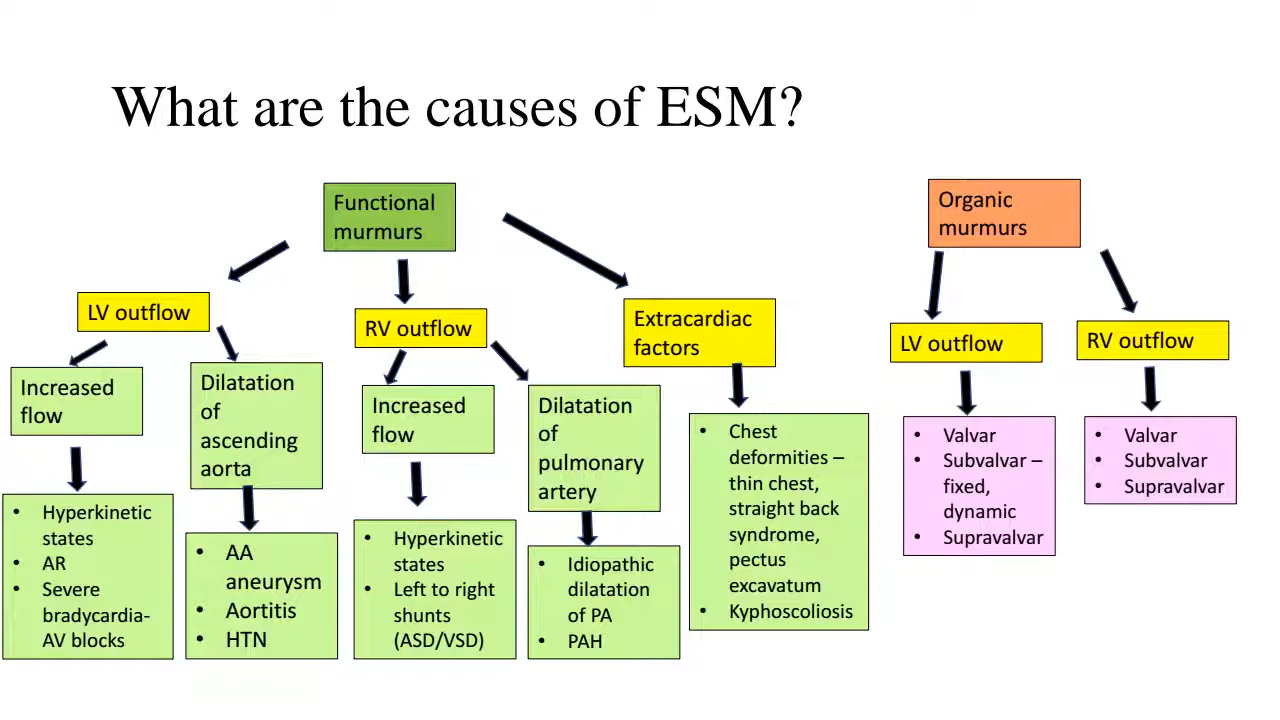 What are the causes of ESM?
Functional
murmurs
Organic
murmurs
LV outflow
RV outflow
Extracardiac
factors
LV outflow
RV outflow
Increased
flow
Dilatation
of
ascending
aorta
Increased
flow
Dilatation
of
pulmonary
artery
• Chest
deformities –
thin chest,
straight back
syndrome,
pectus
excavatum
• Kyphoscoliosis
• Valvar
• Subvalvar –
fixed,
dynamic
• Supravalvar
• Valvar
• Subvalvar
• Supravalvar
• Hyperkinetic
states
• AR
• Severe
bradycardia-
AV blocks
• AA
aneurysm
• Aortitis
• HTN
• Hyperkinetic
states
• Left to right
shunts
(ASD/VSD)
• Idiopathic
dilatation
of PA
• PAH